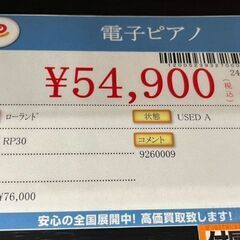 電子ピアノ
¥54,900
(税込)
ローランド
状態 USED A
RP30
コメント
9260009
¥76,000
安心の全国展開中! 高価買取致します!